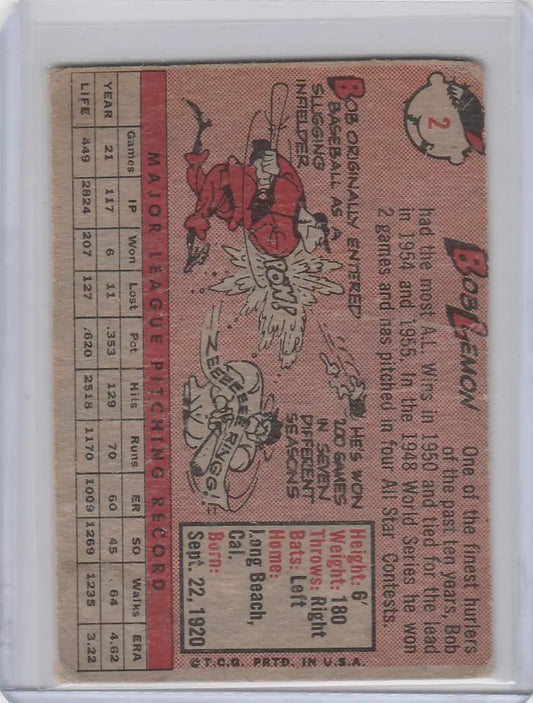 2
BOB LEMON
One of the finest hurlers
of the past ten years, Bob
had the most A.L. wins in 1950 and tied for the lead
in 1954 and 1955. In the 1948 World Series he won
2 games and has pitched in four All Star Contests.
BOB ORIGINALLY ENTERED
BASEBALL AS A
SLUGGING
INFIELDER
POW!
HE'S WON
200 GAMES
IN SEVEN
DIFFERENT
SEASONS
ZEEEEEEEE RINGG!
Height: 6'
Weight: 180
Throws: Right
Bats: Left
Home:
Long Beach,
Cal.
Born:
Sept. 22, 1920
©T.C.G. PRTD. IN U.S.A.
MAJOR LEAGUE PITCHING RECORD
Games IP Won Lost Pct Hits Runs ER SO Walks ERA
YEAR 21 117 6 11 .353 129 70 60 45 64 4.62
LIFE 449 2824 207 127 .620 2518 1170 1009 1269 1235 3.22